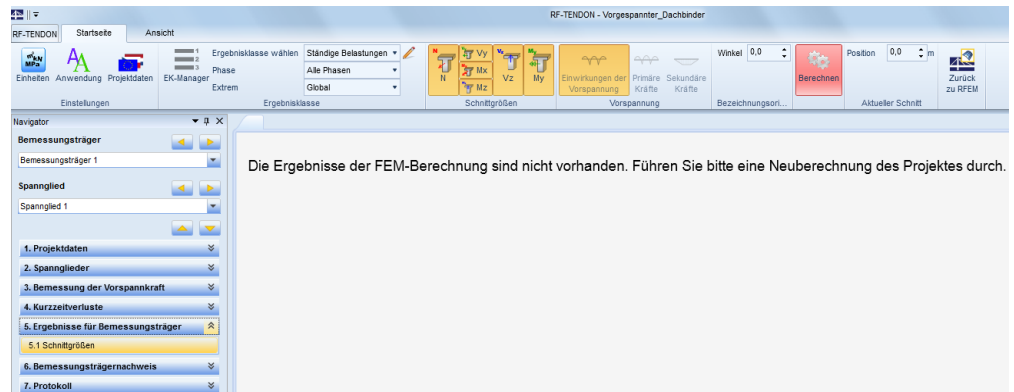 RF-TENDON - Vorgespannter_Dachbinder
RF-TENDON Startseite Ansicht
Einheiten Anwendung Projektdaten
EK-Manager
1
2
3
Ergebnisklasse wählen Ständige Belastungen
Phase Alle Phasen
Extrem Global
N Vy Mx Mz Vz My
Einwirkungen der Vorspannung
Primäre Kräfte
Sekundäre Kräfte
Winkel 0,0
Berechnen
Position 0,0 m
Zurück zu RFEM
Einstellungen Ergebnisklasse Schnittgrößen Vorspannung Bezeichnungsori... Aktueller Schnitt
Navigator
Bemessungsträger
Bemessungsträger 1
Spannglied
Spannglied 1
1. Projektdaten
2. Spannglieder
3. Bemessung der Vorspannkraft
4. Kurzzeitverluste
5. Ergebnisse für Bemessungsträger
5.1 Schnittgrößen
6. Bemessungsträgernachweis
7. Protokoll
Die Ergebnisse der FEM-Berechnung sind nicht vorhanden. Führen Sie bitte eine Neuberechnung des Projektes durch.